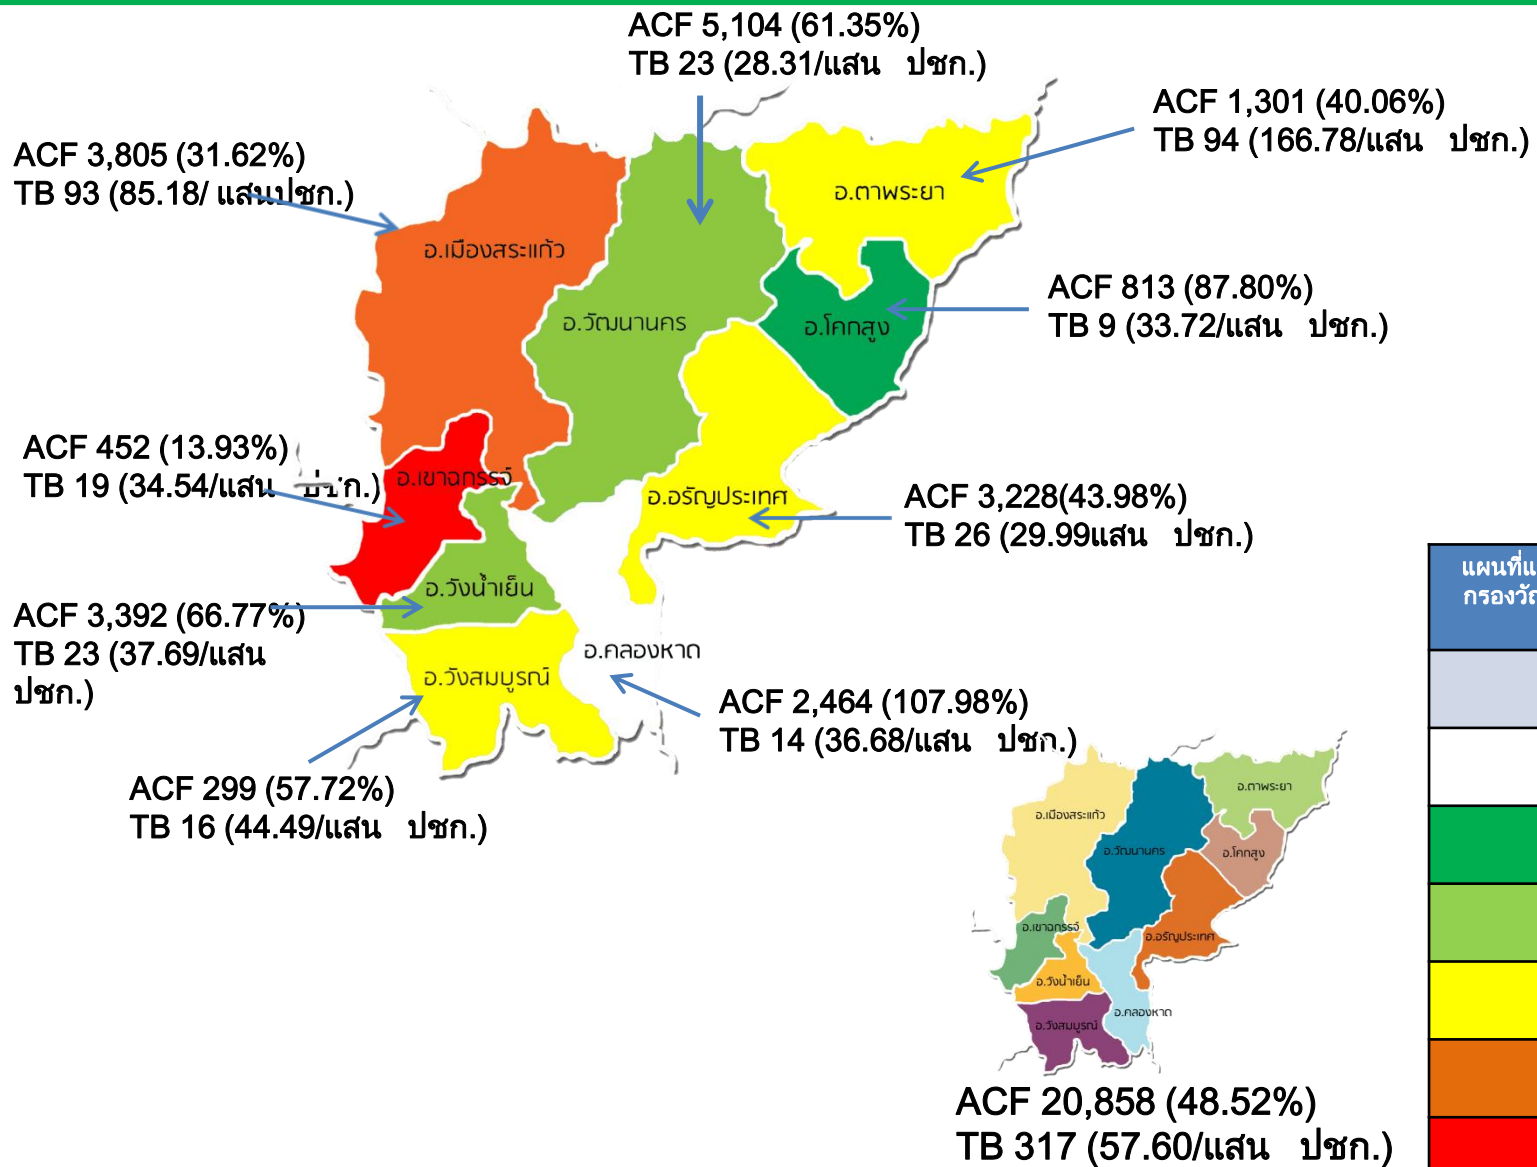 ACF 5,104 (61.35%)
TB 23 (28.31/แสน ปชก.)
ACF 1,301 (40.06%)
TB 94 (166.78/แสน ปชก.)
ACF 3,805 (31.62%)
TB 93 (85.18/ แสนปชก.)
อ.ตาพระยา
อ.เมืองสระแก้ว
ACF 813 (87.80%)
TB 9 (33.72/แสน ปชก.)
อ.วัฒนานคร
อ.โคกสูง
ACF 452 (13.93%)
TB 19 (34.54/แสน ปชก.)
อ.เขาฉกรรจ์
อ.อรัญประเทศ
ACF 3,228(43.98%)
TB 26 (29.99แสน ปชก.)
แผนที่แ
กรองวัณ
อ.วังน้ำเย็น
ACF 3,392 (66.77%)
TB 23 (37.69/แสน
ปชก.)
อ.คลองหาด
อ.วังสมบูรณ์
ACF 2,464 (107.98%)
TB 14 (36.68/แสน ปชก.)
ACF 299 (57.72%)
TB 16 (44.49/แสน ปชก.)
อ.ตาพระยา
อ.เมืองสระแก้ว
อ.วัฒนานคร
อ.โคกสูง
อ.เขาฉกรรจ์
อ.อรัญประเทศ
อ.วังน้ำเย็น
อ.คลองหาด
อ.วังสมบูรณ์
ACF 20,858 (48.52%)
TB 317 (57.60/แสน ปชก.)